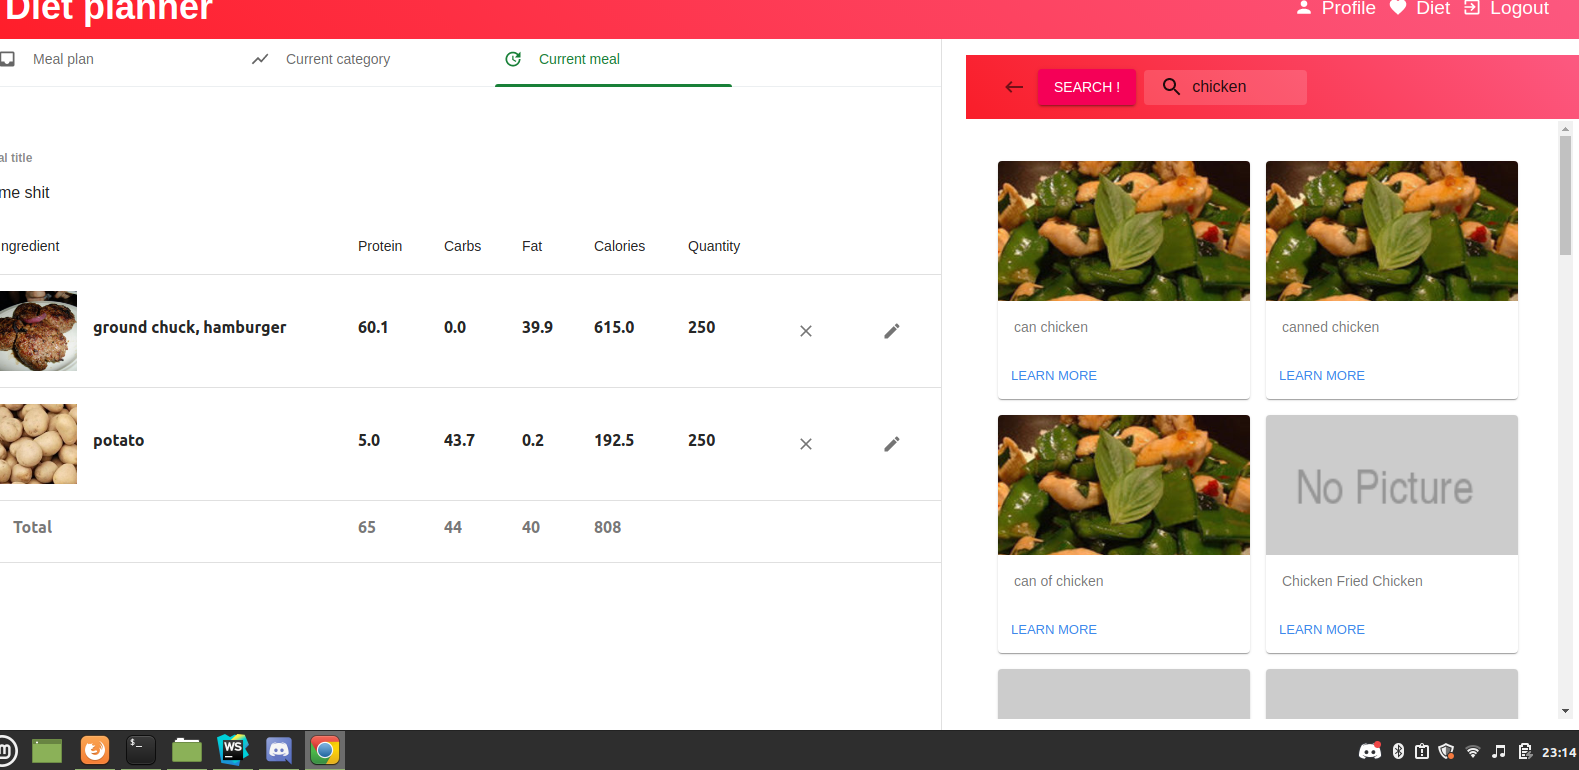 Diet planner
Profile Diet Logout
Meal plan Current category Current meal
SEARCH ! chicken
al title
me shit
ngredient Protein Carbs Fat Calories Quantity
ground chuck, hamburger 60.1 0.0 39.9 615.0 250
potato 5.0 43.7 0.2 192.5 250
Total 65 44 40 808
can chicken
LEARN MORE
canned chicken
LEARN MORE
can of chicken
LEARN MORE
No Picture
Chicken Fried Chicken
LEARN MORE
$_
WS
23:14